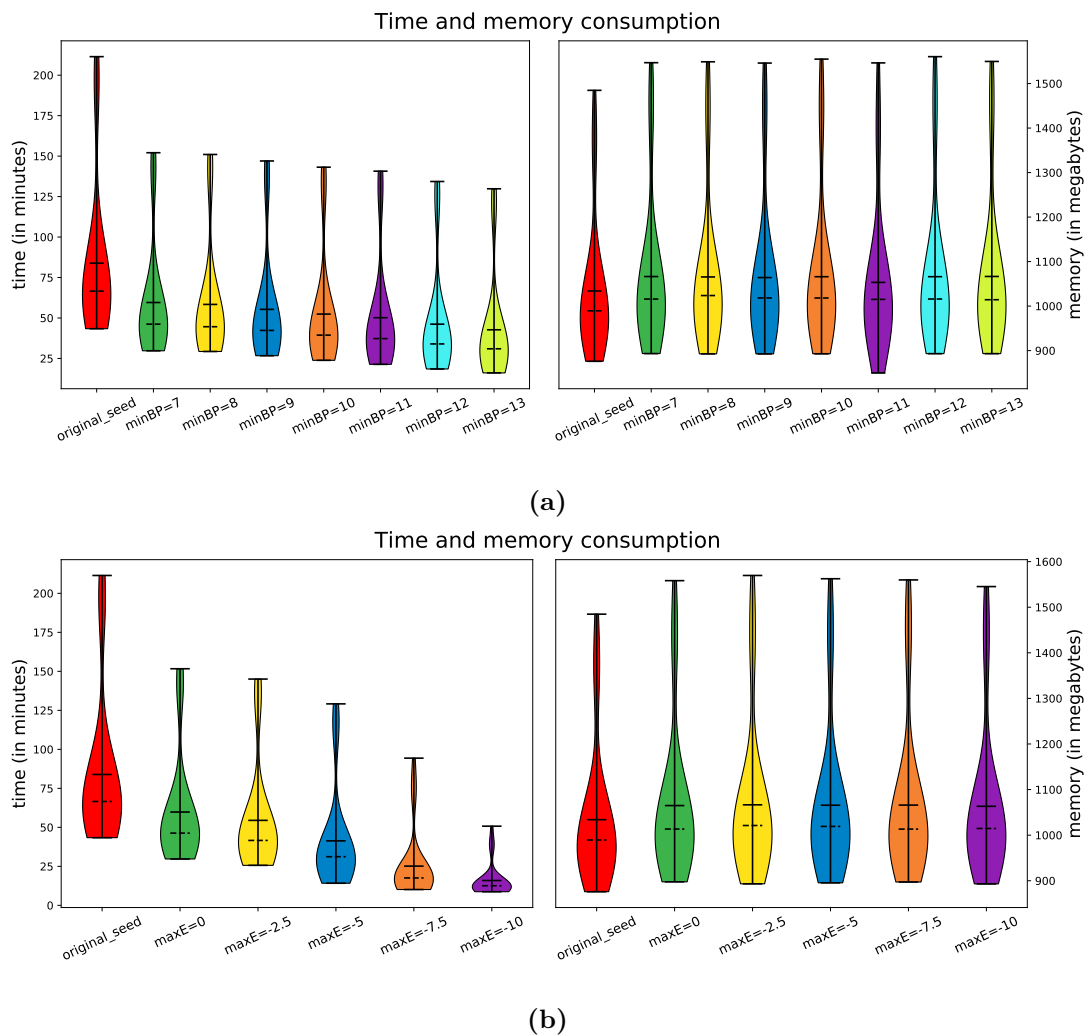 Time and memory consumption
time (in minutes)
200
175
150
125
100
75
50
25
original_seed
minBP=7
minBP=8
minBP=9
minBP=10
minBP=11
minBP=12
minBP=13
memory (in megabytes)
1500
1400
1300
1200
1100
1000
900
original_seed
minBP=7
minBP=8
minBP=9
minBP=10
minBP=11
minBP=12
minBP=13
(a)
Time and memory consumption
time (in minutes)
200
175
150
125
100
75
50
25
0
original_seed
maxE=0
maxE=-2.5
maxE=-5
maxE=-7.5
maxE=-10
memory (in megabytes)
1600
1500
1400
1300
1200
1100
1000
900
original_seed
maxE=0
maxE=-2.5
maxE=-5
maxE=-7.5
maxE=-10
(b)